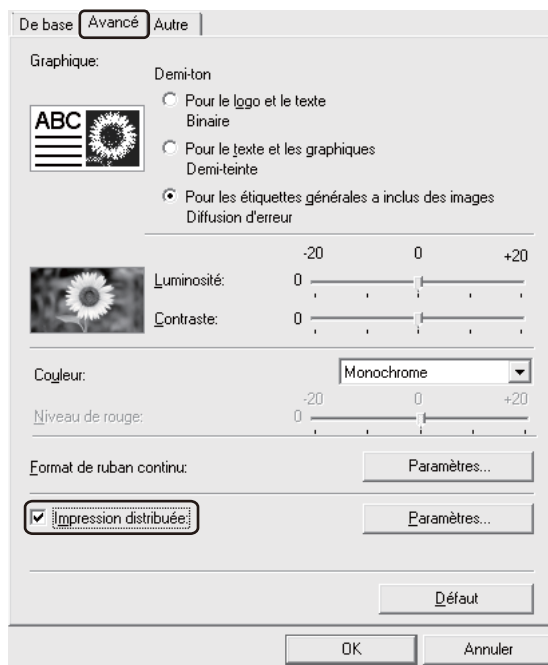 De base Avancé Autre
Graphique:
Demi-ton
ABC
Pour le logo et le texte
Binaire
Pour le texte et les graphiques
Demi-teinte
Pour les étiquettes générales a inclus des images
Diffusion d'erreur
-20 0 +20
Luminosité: 0
Contraste: 0
Couleur: Monochrome
-20 0 +20
Niveau de rouge: 0
Format de ruban continu: Paramètres...
Impression distribuée: Paramètres...
Défaut
OK Annuler